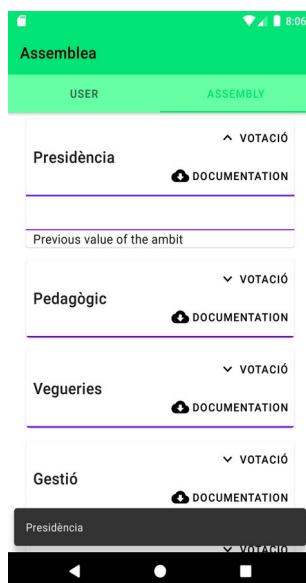 8:06
Assemblea
USER
ASSEMBLY
VOTACIÓ
Presidència
DOCUMENTATION
Previous value of the ambit
VOTACIÓ
Pedagògic
DOCUMENTATION
VOTACIÓ
Vegueries
DOCUMENTATION
VOTACIÓ
Gestió
DOCUMENTATION
Presidència
VOTACIÓ